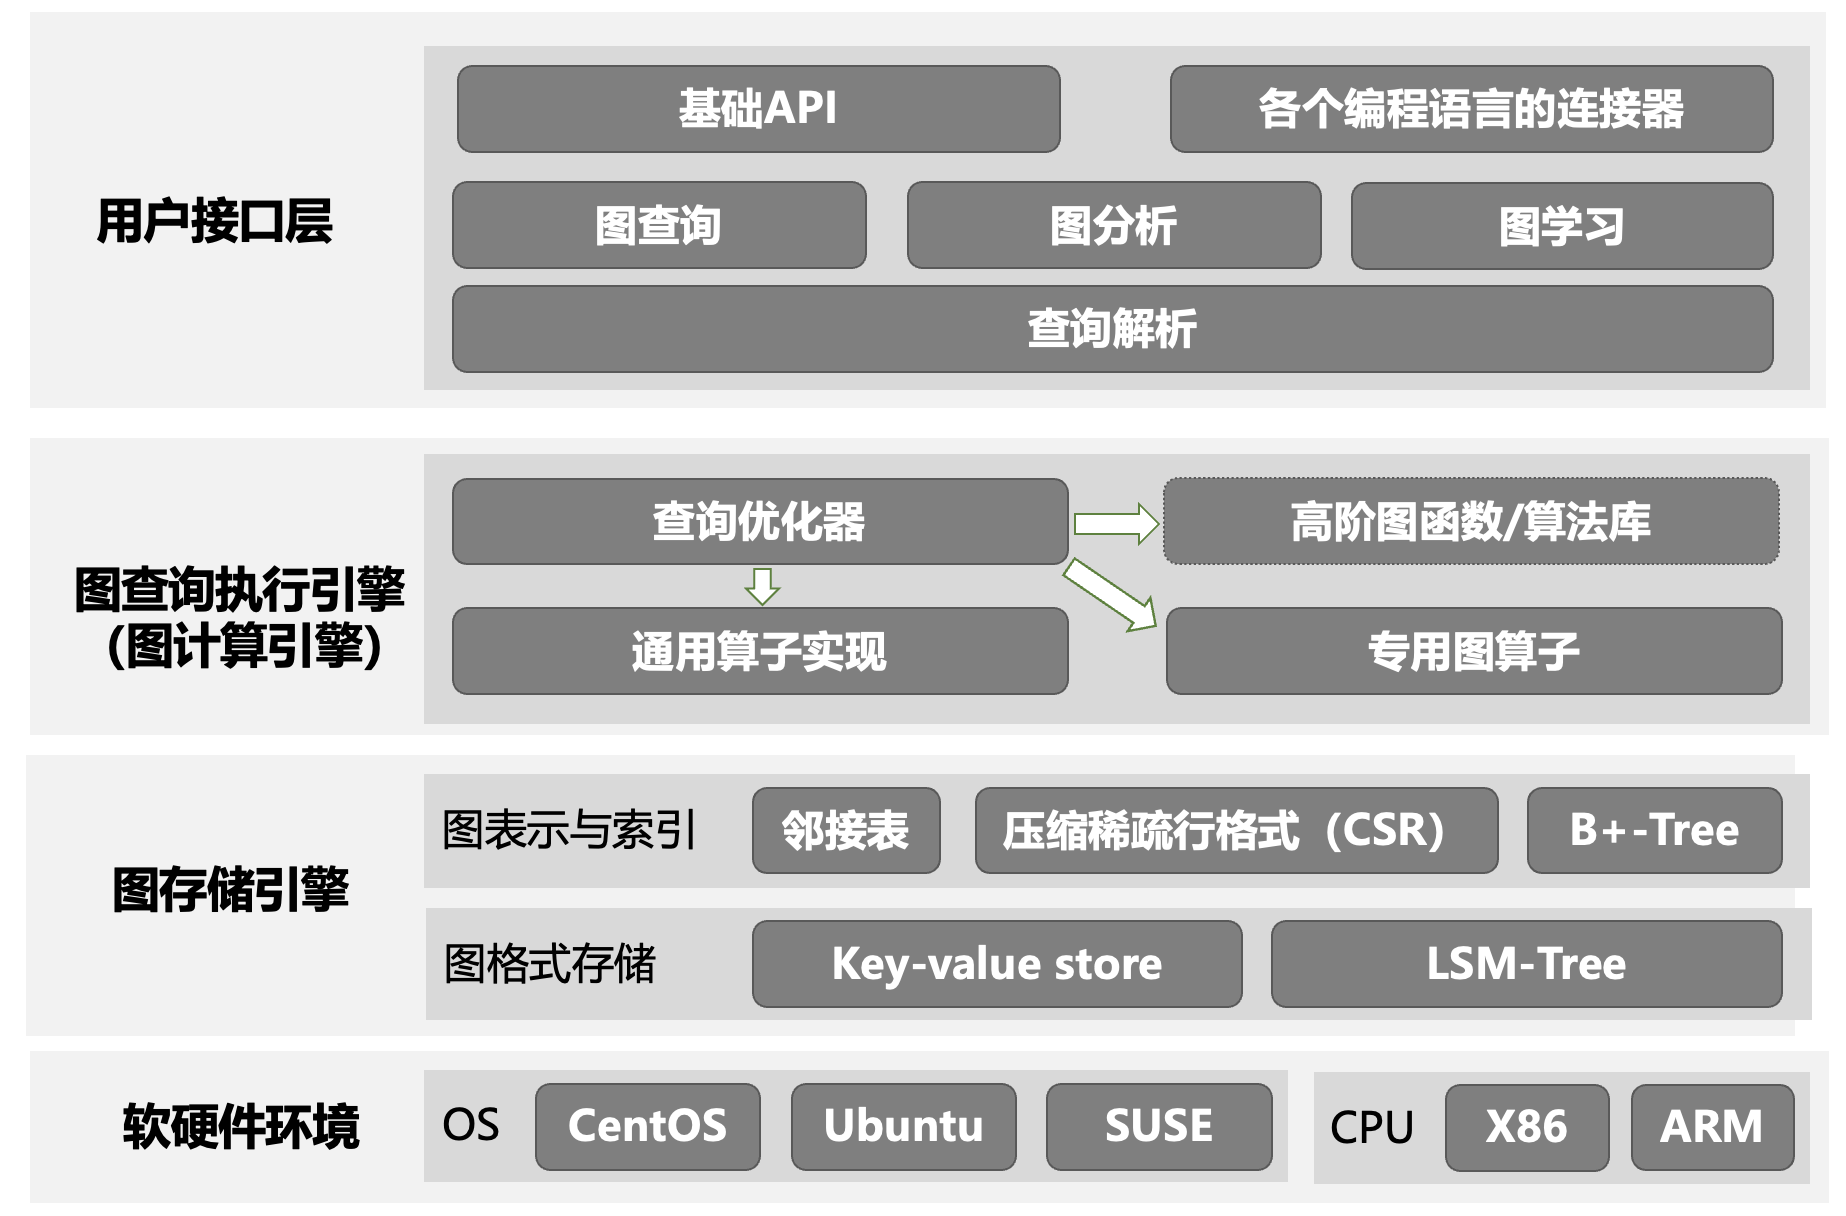 用户接口层
基础API
各个编程语言的连接器
图查询
图分析
图学习
查询解析
图查询执行引擎
（图计算引擎）
查询优化器
高阶图函数/算法库
通用算子实现
专用图算子
图存储引擎
图表示与索引
邻接表
压缩稀疏行格式（CSR）
B+-Tree
图格式存储
Key-value store
LSM-Tree
软硬件环境
OS
CentOS
Ubuntu
SUSE
CPU
X86
ARM